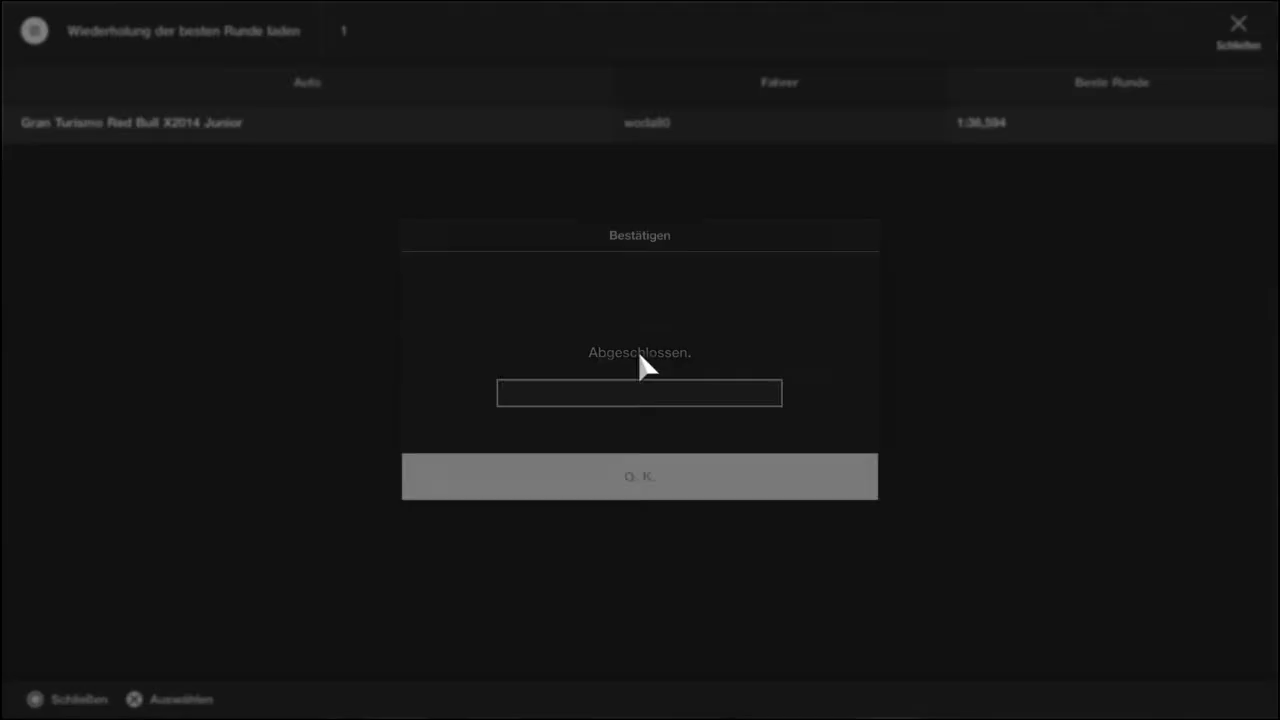 Wiederholung der besten Runde laden 1
Schließen
Auto Fahrer Beste Runde
Gran Turismo Red Bull X2014 Junior 1:36,594
Bestätigen
Abgeschlossen.
O. K.
Schließen Auswählen